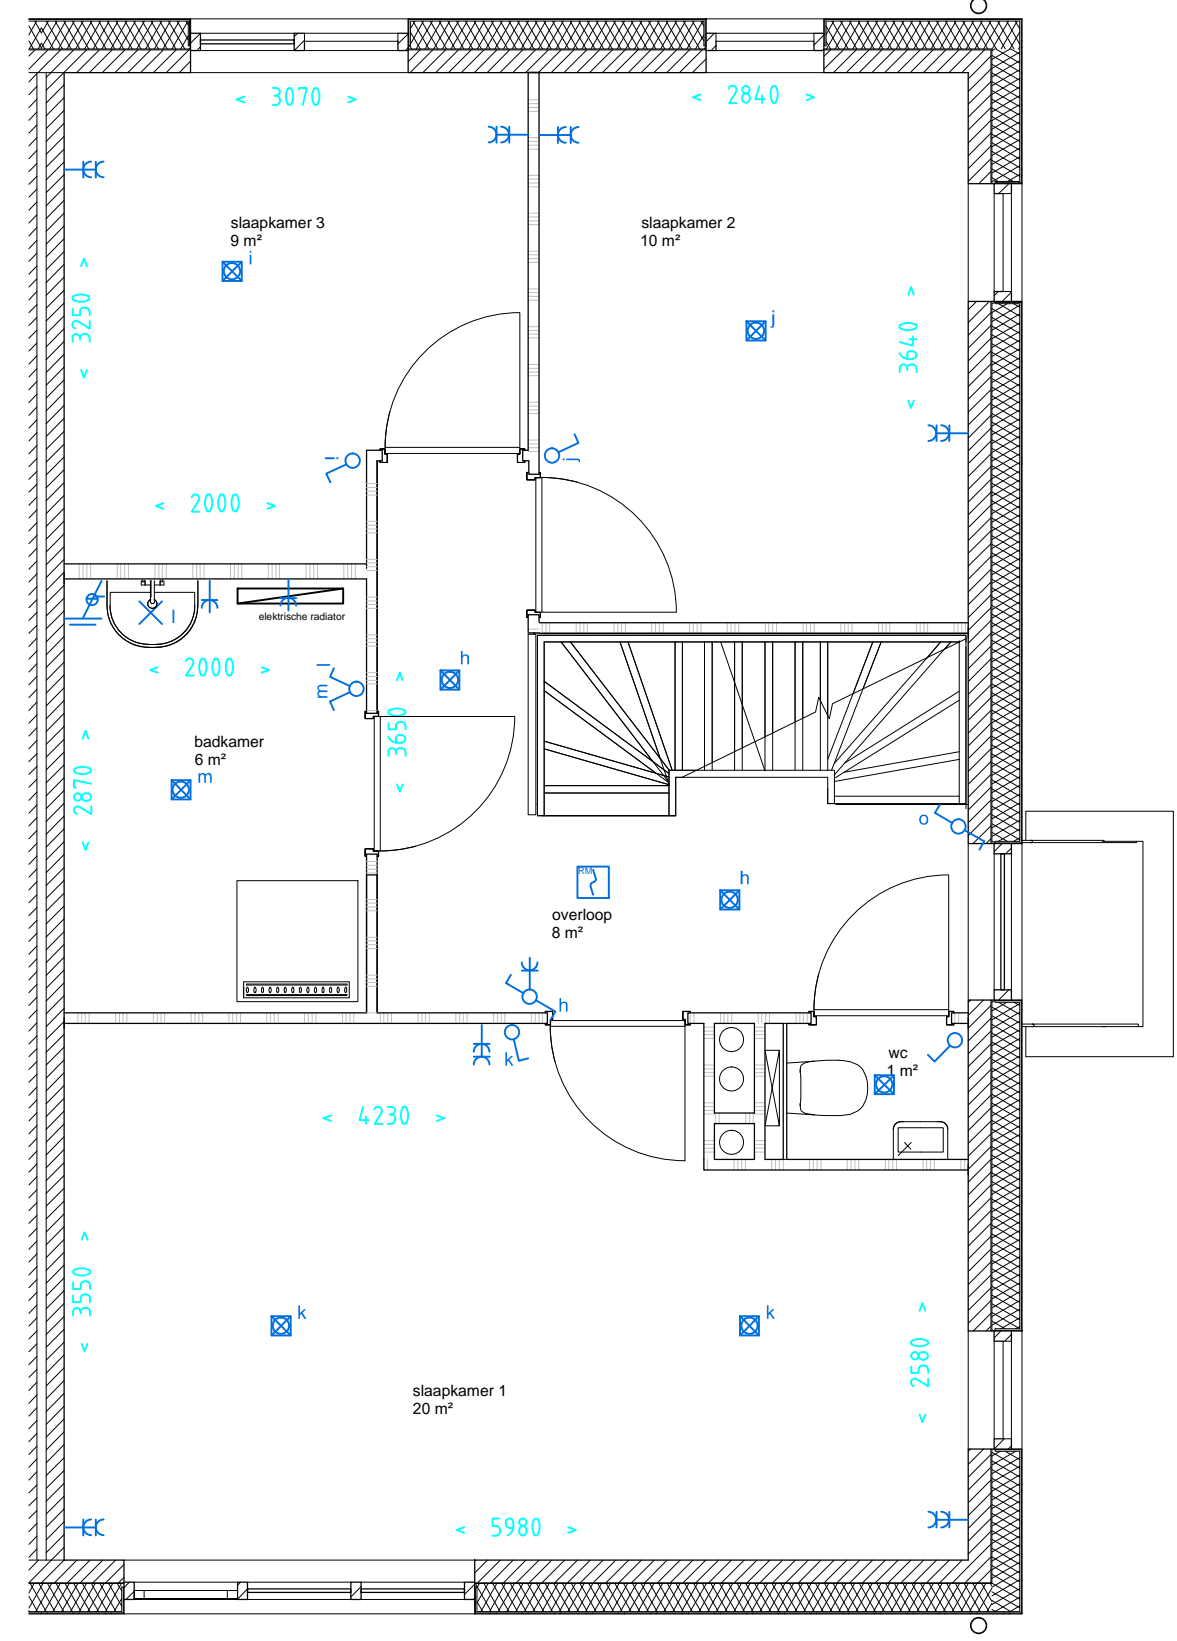 < 3070 >
< 2840 >
slaapkamer 3
9 m²
i
slaapkamer 2
10 m²
j
< 3250 >
< 3640 >
i
j
< 2000 >
l
elektrische radiator
< 2000 >
h
m l
< 3650 >
badkamer
6 m²
m
< 2870 >
o
RM
h
overloop
8 m²
h
k
wc
1 m²
< 4230 >
< 3550 >
k
k
< 2580 >
slaapkamer 1
20 m²
< 5980 >